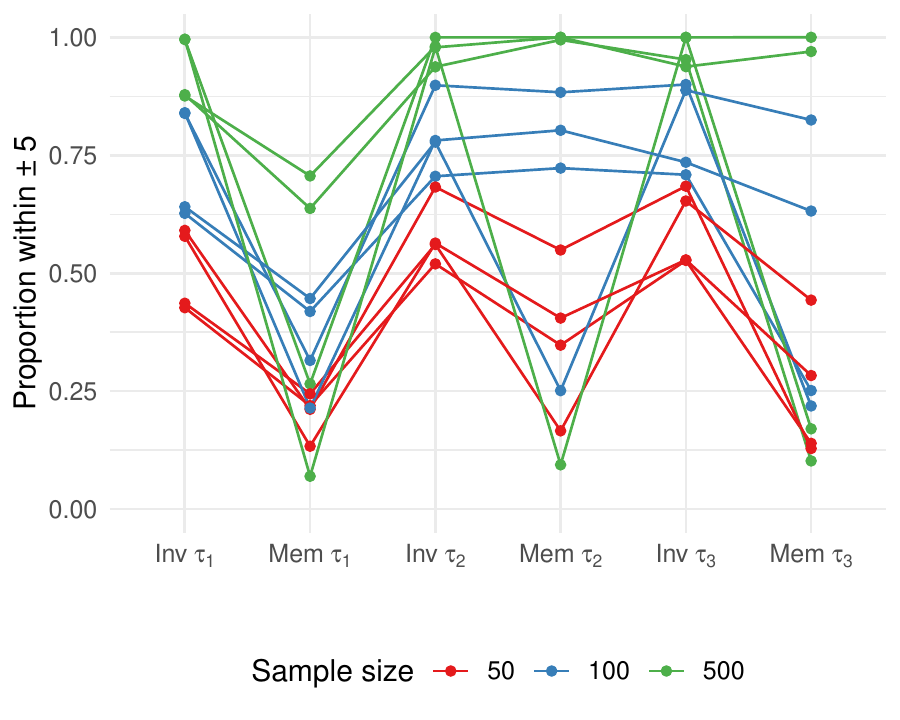 Proportion within ± 5
1.00
0.75
0.50
0.25
0.00
Inv τ₁ Mem τ₁ Inv τ₂ Mem τ₂ Inv τ₃ Mem τ₃
Sample size 50 100 500